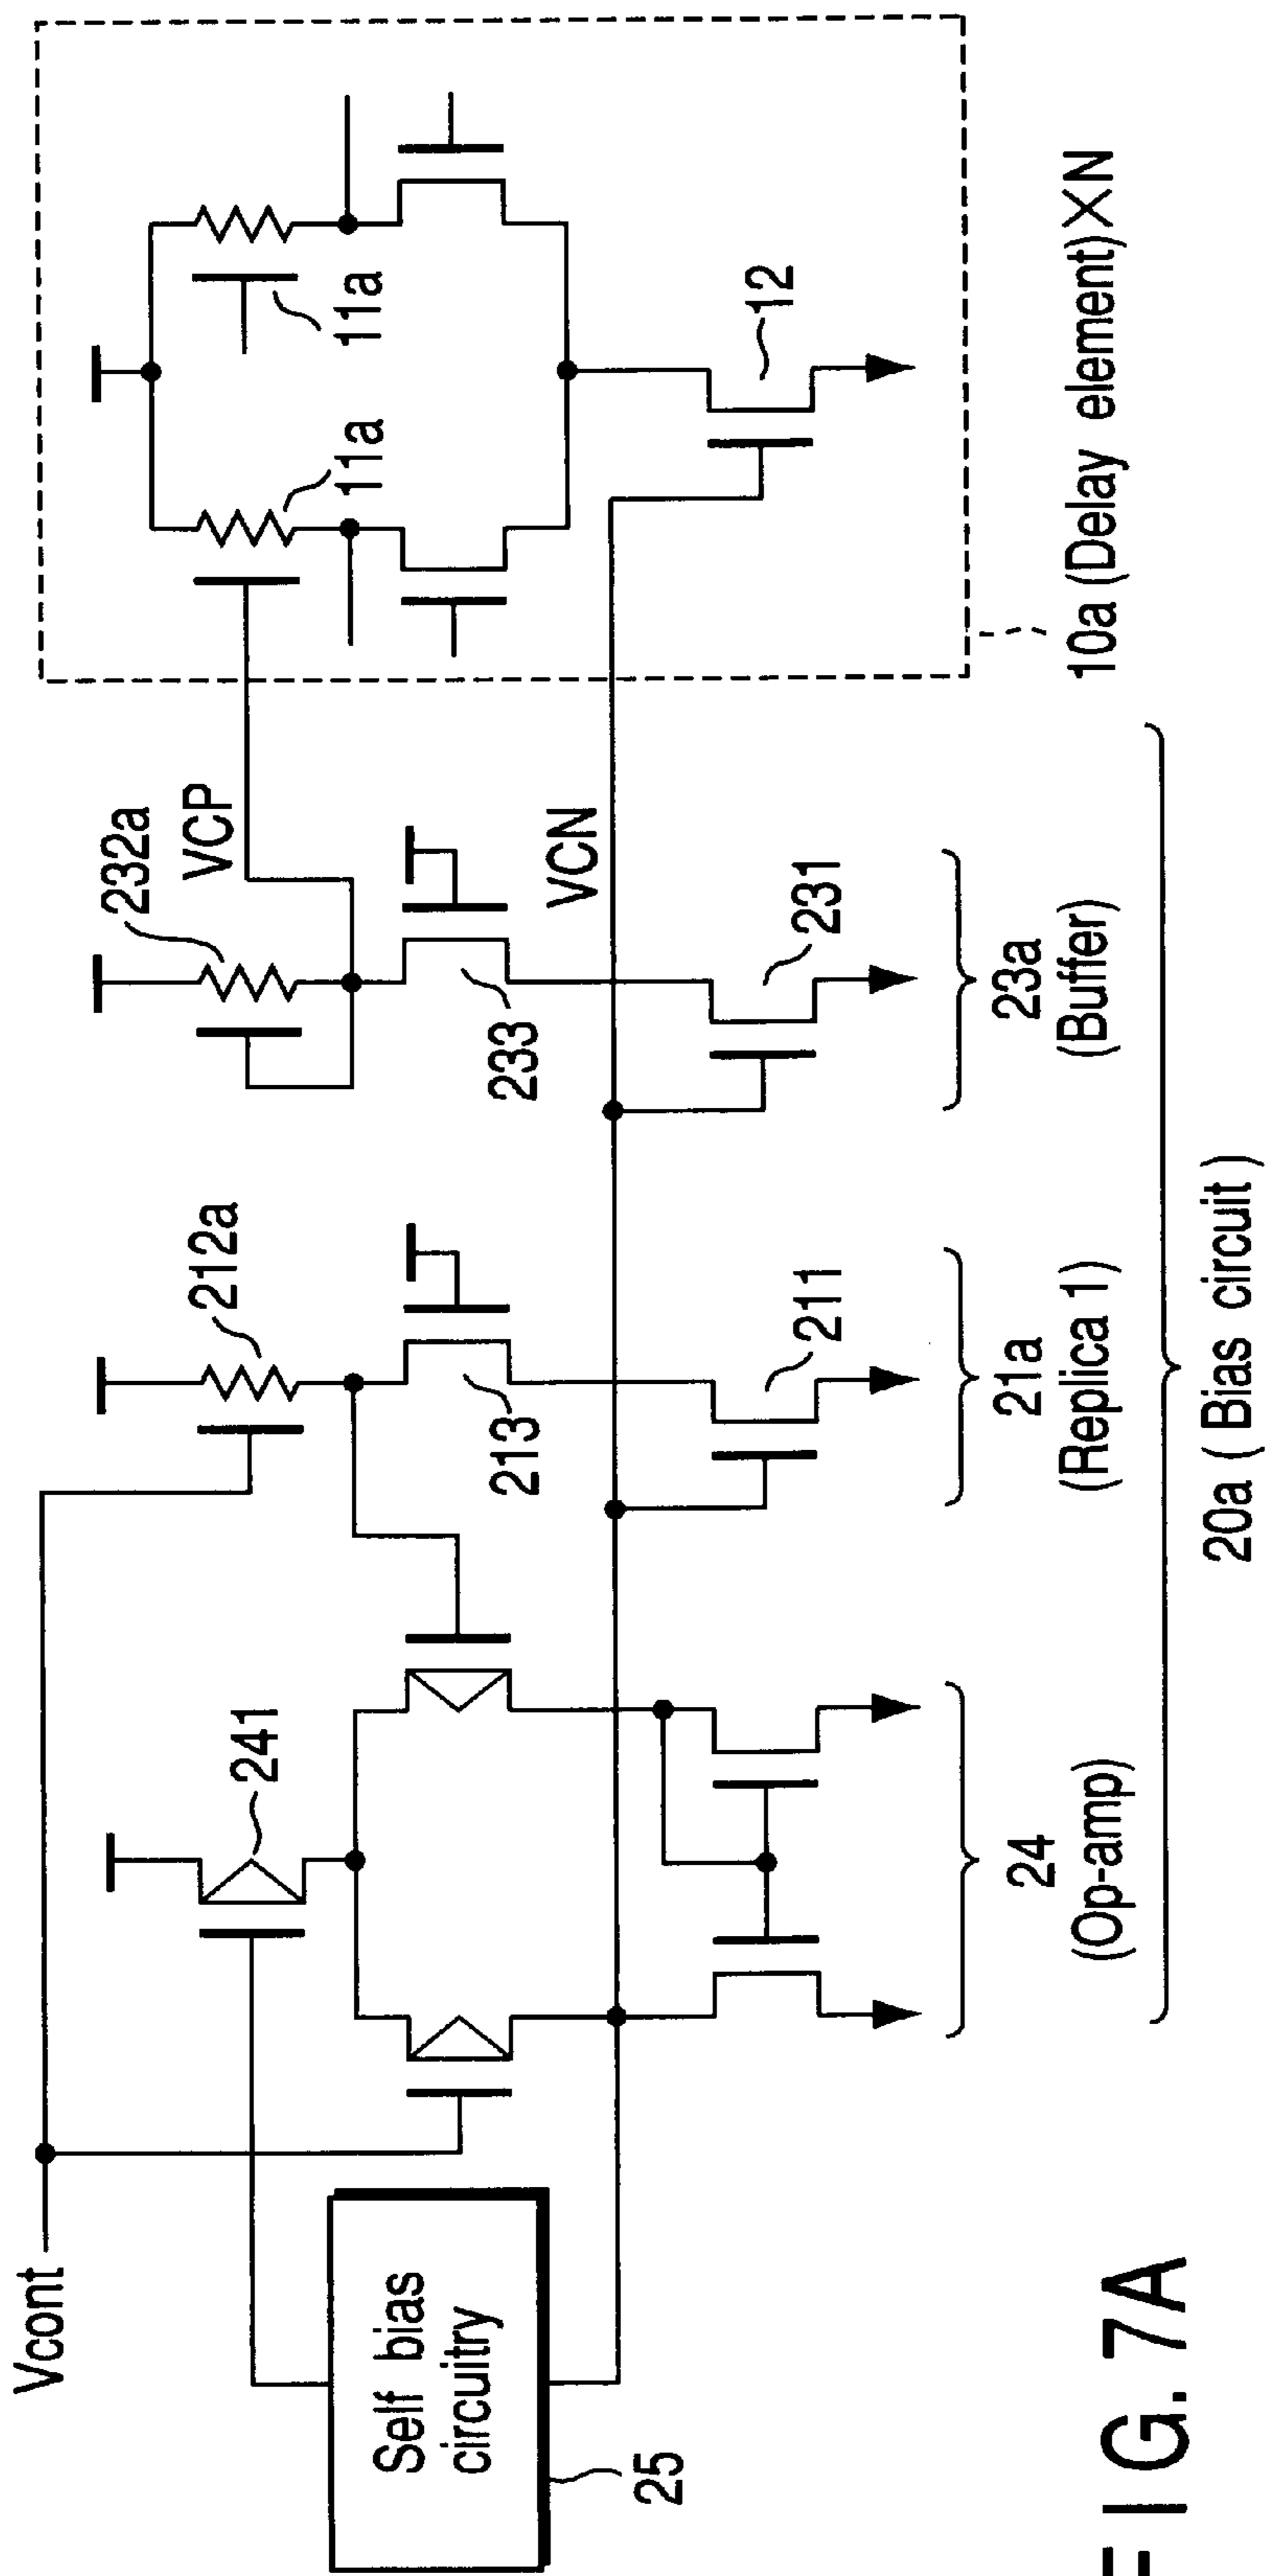 Vcont
Self bias
circuitry
25
241
24
(Op-amp)
212a
213
211
21a
(Replica 1)
232a
VCP
233
VCN
231
23a
(Buffer)
20a ( Bias circuit )
11a
11a
12
10a (Delay element)×N
FIG. 7A